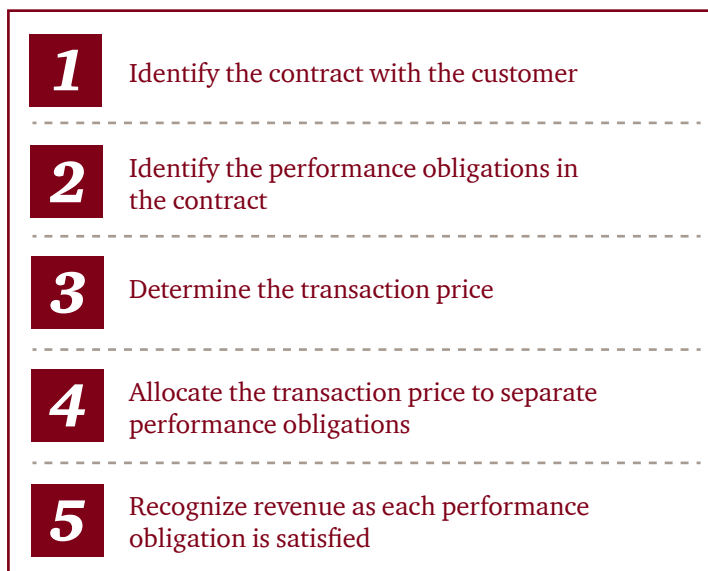 1
Identify the contract with the customer
2
Identify the performance obligations in
the contract
3
Determine the transaction price
4
Allocate the transaction price to separate
performance obligations
5
Recognize revenue as each performance
obligation is satisfied